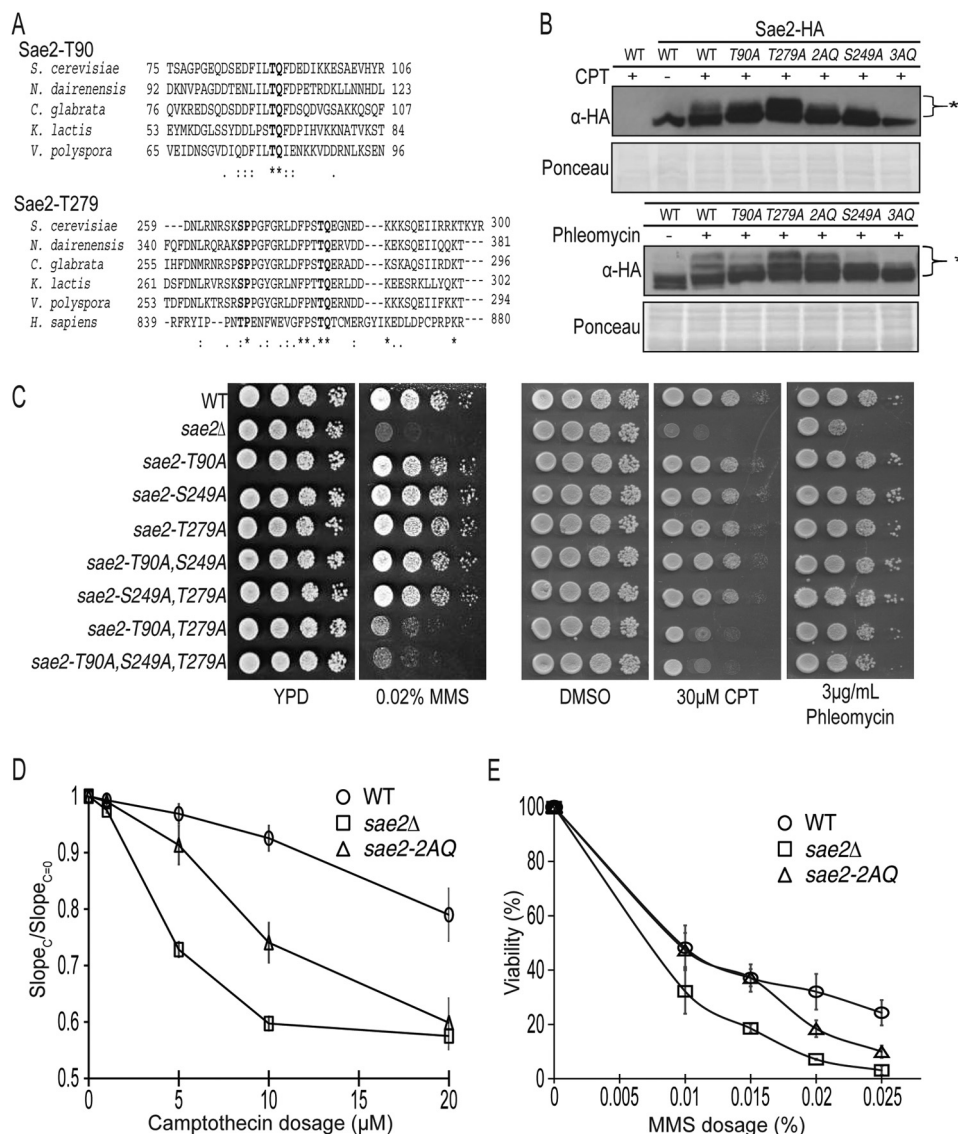 A
Sae2-T90
S. cerevisiae 75 TSAGPGEQDSEDFILTQFDEDIKKESAEVHYR 106
N. dairenensis 92 DKNVPAGDDTENLILTQFDPETRDKLLNNHDL 123
C. glabrata 76 QVKREDSQDSDDFILTQFDSQDVGSAKKQSQF 107
K. lactis 53 EYMKDGLSSYDDLPSTQFDPIHVKKNATVKST 84
V. polyspora 65 VEIDNSGVDIQDFILTQIENKKVDDRNLKSEN 96
. ::: **:: .
Sae2-T279
S. cerevisiae 259 ---DNLRNRSKSPPGFGRLDFPSTQEGNED---KKKSQEIIRRKTKYR 300
N. dairenensis 340 FQFDNLRQRAKSPPGFGRLDFPSTQERVDD---KKISQKIIQDKT--- 381
C. glabrata 255 IHFDNMRNRSPPGYGRLDFPSTQERADD---KSKAQSIIRDKT--- 296
K. lactis 261 DSFDNLRSKSPPGYGRLNFPTTQEREDD---KEESRKLLYQKT--- 302
V. polyspora 253 TDFDNLKTRSRSPPGYGRLDFPNTQERNDD---KKESQEIIFKKT--- 294
H. sapiens 839 --RFRYIP--PNTPENFWEVGFPSTQTCMERGYIKEDLDPCPRPKR--- 880
: :* .:.:.**.** *.. *
B
Sae2-HA
WT WT WT T90A T279A 2AQ S249A 3AQ
CPT + - + + + + + +
α-HA *
Ponceau
WT WT T90A T279A 2AQ S249A 3AQ
Phleomycin - + + + + + +
α-HA *
Ponceau
C
WT
sae2Δ
sae2-T90A
sae2-S249A
sae2-T279A
sae2-T90A,S249A
sae2-S249A,T279A
sae2-T90A,T279A
sae2-T90A,S249A,T279A
YPD 0.02% MMS DMSO 30µM CPT 3µg/mL
Phleomycin
D
WT
sae2Δ
sae2-2AQ
1
0.9
0.8
0.7
0.6
0.5
SlopeC/SlopeC=0
0 5 10 15 20
Camptothecin dosage (µM)
E
WT
sae2Δ
sae2-2AQ
100
80
60
40
20
0
Viability (%)
0 0.005 0.01 0.015 0.02 0.025
MMS dosage (%)